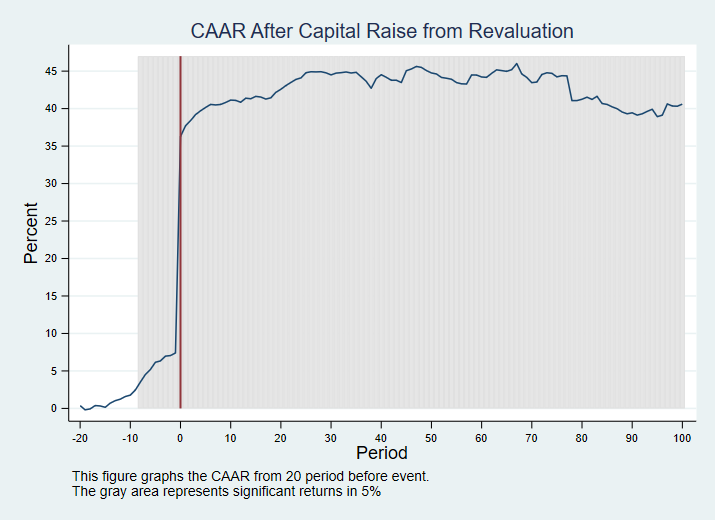 CAAR After Capital Raise from Revaluation
45
40
35
30
25
20
15
10
5
0
Percent
-20 -10 0 10 20 30 40 50 60 70 80 90 100
Period
This figure graphs the CAAR from 20 period before event.
The gray area represents significant returns in 5%